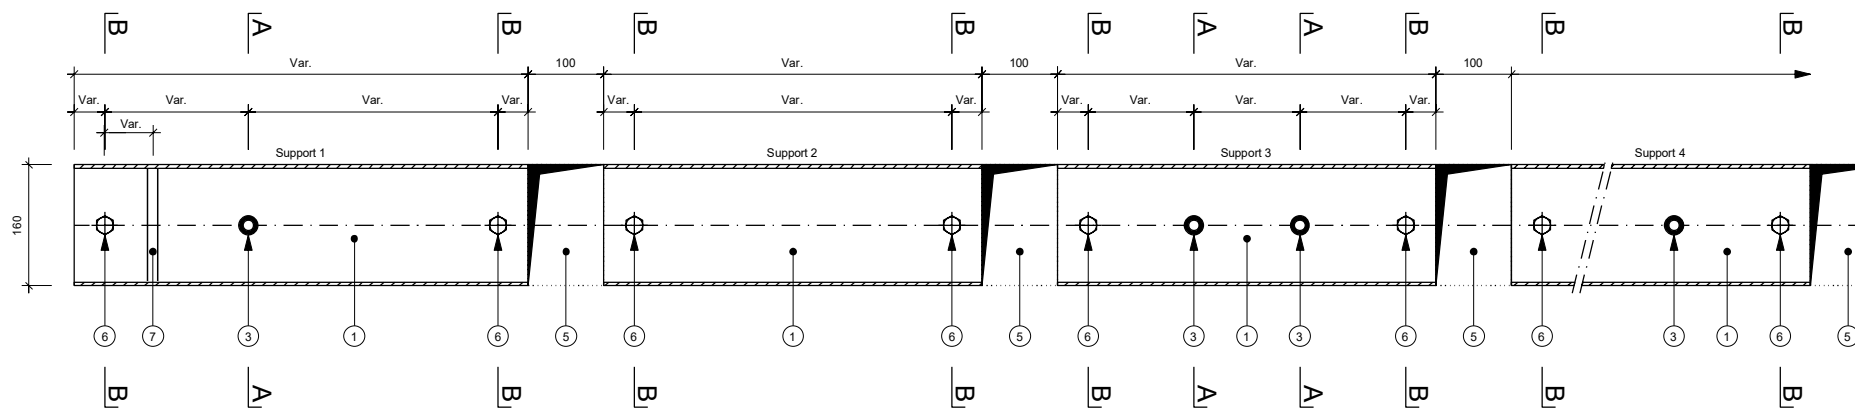 B A B B B B A A B B B
Var. 100 Var. 100 Var. 100
Var. Var. Var. Var. Var. Var. Var. Var. Var. Var. Var. Var.
Var.
Support 1 Support 2 Support 3 Support 4
160
6 7 3 1 6 5 6 1 6 5 6 3 1 3 6 5 6 3 1 6 5
B A B B B B A A B B B